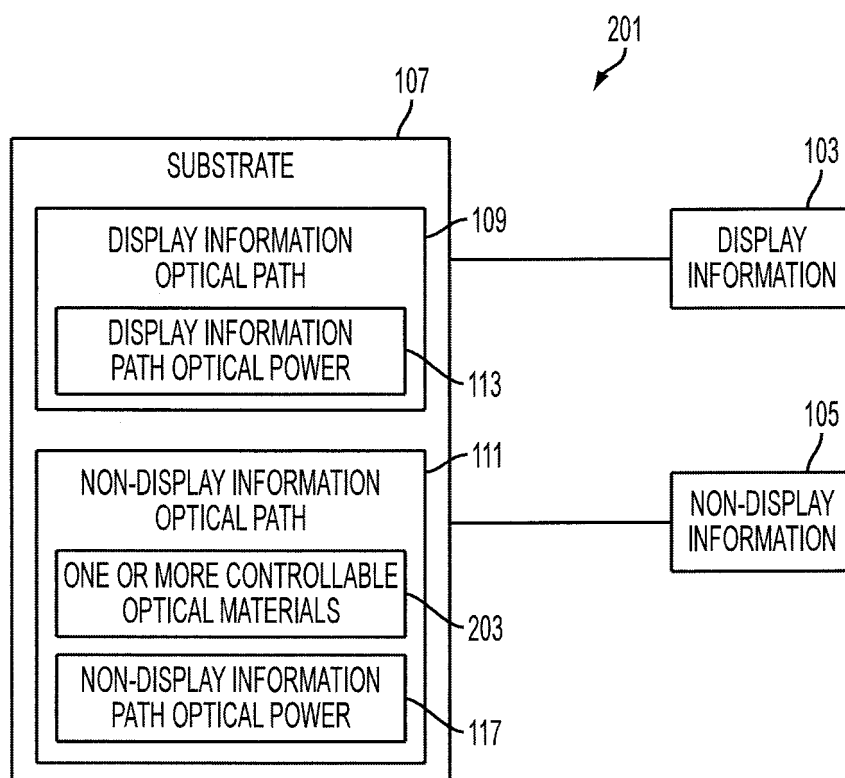 201
107
SUBSTRATE
103
109
DISPLAY INFORMATION
OPTICAL PATH
DISPLAY
INFORMATION
DISPLAY INFORMATION
PATH OPTICAL POWER
113
105
111
NON-DISPLAY INFORMATION
OPTICAL PATH
NON-DISPLAY
INFORMATION
ONE OR MORE CONTROLLABLE
OPTICAL MATERIALS
203
NON-DISPLAY INFORMATION
PATH OPTICAL POWER
117